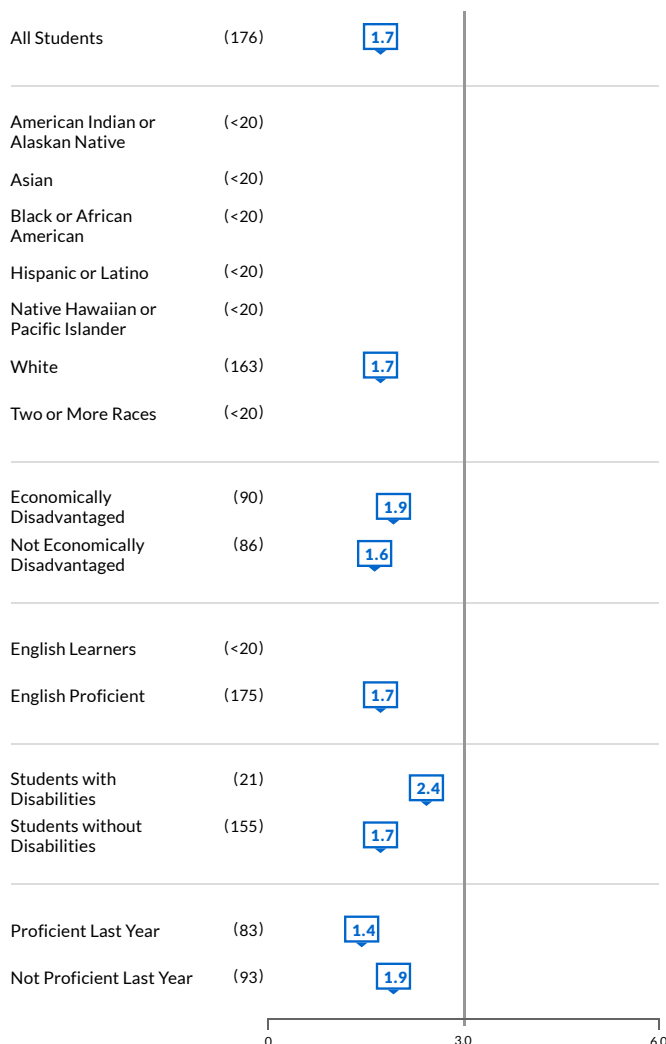 All Students (176) 1.7
American Indian or (<20)
Alaskan Native
Asian (<20)
Black or African (<20)
American
Hispanic or Latino (<20)
Native Hawaiian or (<20)
Pacific Islander
White (163) 1.7
Two or More Races (<20)
Economically (90) 1.9
Disadvantaged
Not Economically (86) 1.6
Disadvantaged
English Learners (<20)
English Proficient (175) 1.7
Students with (21) 2.4
Disabilities
Students without (155) 1.7
Disabilities
Proficient Last Year (83) 1.4
Not Proficient Last Year (93) 1.9
0 3.0 6.0